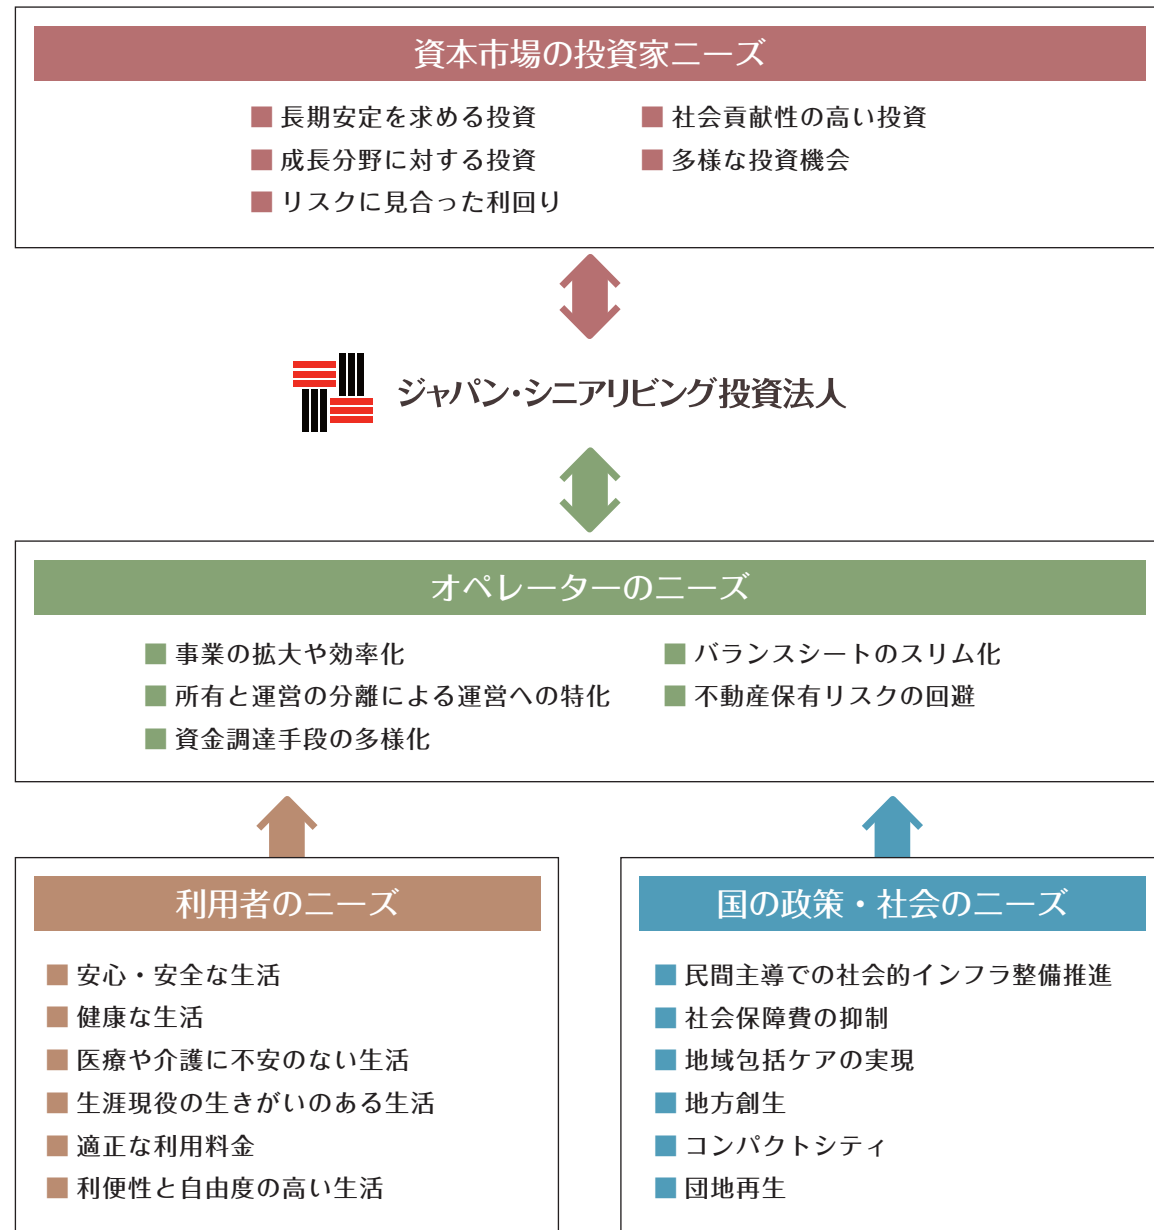 資本市場の投資家ニーズ
■ 長期安定を求める投資
■ 成長分野に対する投資
■ リスクに見合った利回り
■ 社会貢献性の高い投資
■ 多様な投資機会
ジャパン・シニアリビング投資法人
オペレーターのニーズ
■ 事業の拡大や効率化
■ 所有と運営の分離による運営への特化
■ 資金調達手段の多様化
■ バランスシートのスリム化
■ 不動産保有リスクの回避
利用者のニーズ
■ 安心・安全な生活
■ 健康な生活
■ 医療や介護に不安のない生活
■ 生涯現役の生きがいのある生活
■ 適正な利用料金
■ 利便性と自由度の高い生活
国の政策・社会のニーズ
■ 民間主導での社会的インフラ整備推進
■ 社会保障費の抑制
■ 地域包括ケアの実現
■ 地方創生
■ コンパクトシティ
■ 団地再生